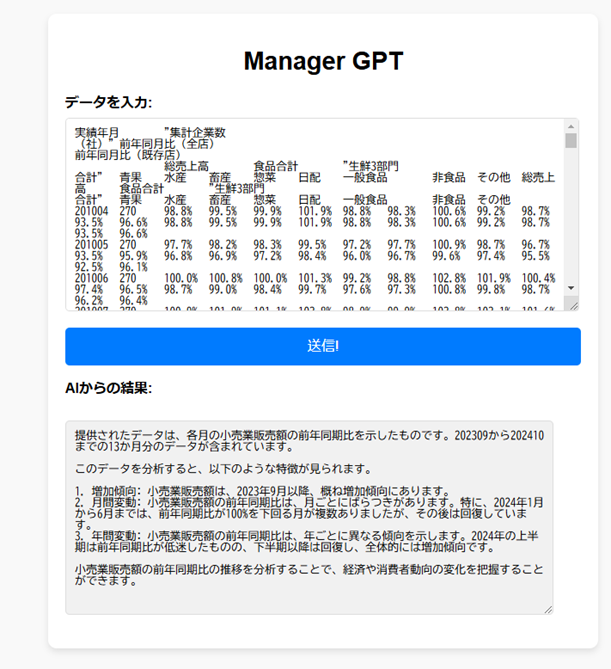 Manager GPT
データを入力:
実績年月 "集計企業数
（社）" 前年同月比（全店）
前年同月比（既存店）
総売上高 食品合計 "生鮮3部門
合計" 青果 水産 畜産 惣菜 日配 一般食品 非食品 その他 総売上
高 食品合計 "生鮮3部門
合計" 青果 水産 畜産 惣菜 日配 一般食品 非食品 その他
201004 270 98.8% 99.5% 99.9% 101.9% 98.8% 98.3% 100.6% 99.2% 98.7%
93.5% 96.6% 98.8% 99.5% 99.9% 101.9% 98.8% 98.3% 100.6% 99.2% 98.7%
93.5% 96.6%
201005 270 97.7% 98.2% 98.3% 99.5% 97.2% 97.7% 100.9% 98.7% 96.7%
93.5% 95.9% 96.8% 96.9% 97.2% 98.4% 96.0% 96.7% 99.6% 97.4% 95.5%
92.5% 96.1%
201006 270 100.0% 100.8% 100.0% 101.3% 99.2% 98.8% 102.8% 101.9% 100.4%
97.4% 96.5% 98.7% 99.0% 98.4% 99.7% 97.6% 97.3% 100.8% 99.8% 98.7%
96.2% 96.4%
送信!
AIからの結果:
提供されたデータは、各月の小売業販売額の前年同期比を示したものです。202309から202410
までの13か月分のデータが含まれています。
このデータを分析すると、以下のような特徴が見られます。
1. 増加傾向: 小売業販売額は、2023年9月以降、概ね増加傾向にあります。
2. 月間変動: 小売業販売額の前年同期比は、月ごとにばらつきがあります。特に、2024年1月
から6月までは、前年同期比が100%を下回る月が複数ありましたが、その後は回復していま
す。
3. 年間変動: 小売業販売額の前年同期比は、年ごとに異なる傾向を示します。2024年の上半
期は前年同期比が低迷したものの、下半期以降は回復し、全体的には増加傾向です。
小売業販売額の前年同期比の推移を分析することで、経済や消費者動向の変化を把握すること
ができます。